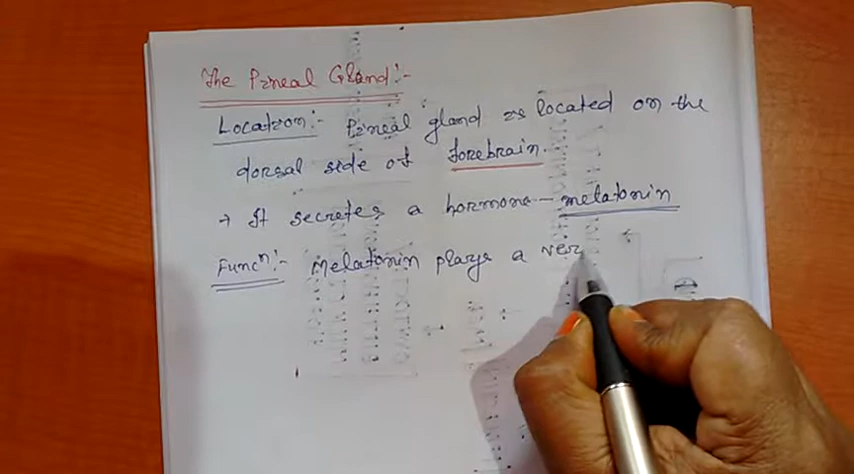 The Pineal Gland:-
Location:- Pineal gland is located on the
dorsal side of forebrain.
→ It secretes a hormone - melatonin
Funcⁿ:- Melatonin plays a ver